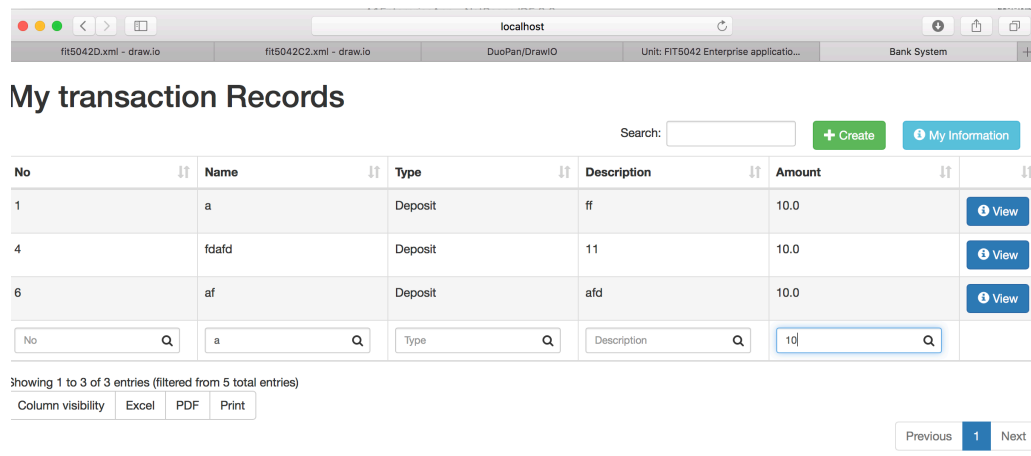 localhost
fit5042D.xml - draw.io fit5042C2.xml - draw.io DuoPan/DrawIO Unit: FIT5042 Enterprise applicatio... Bank System
My transaction Records
Search: + Create My Information
No Name Type Description Amount
1 a Deposit ff 10.0 View
4 fdafd Deposit 11 10.0 View
6 af Deposit afd 10.0 View
No a Type Description 10
Showing 1 to 3 of 3 entries (filtered from 5 total entries)
Column visibility Excel PDF Print
Previous 1 Next